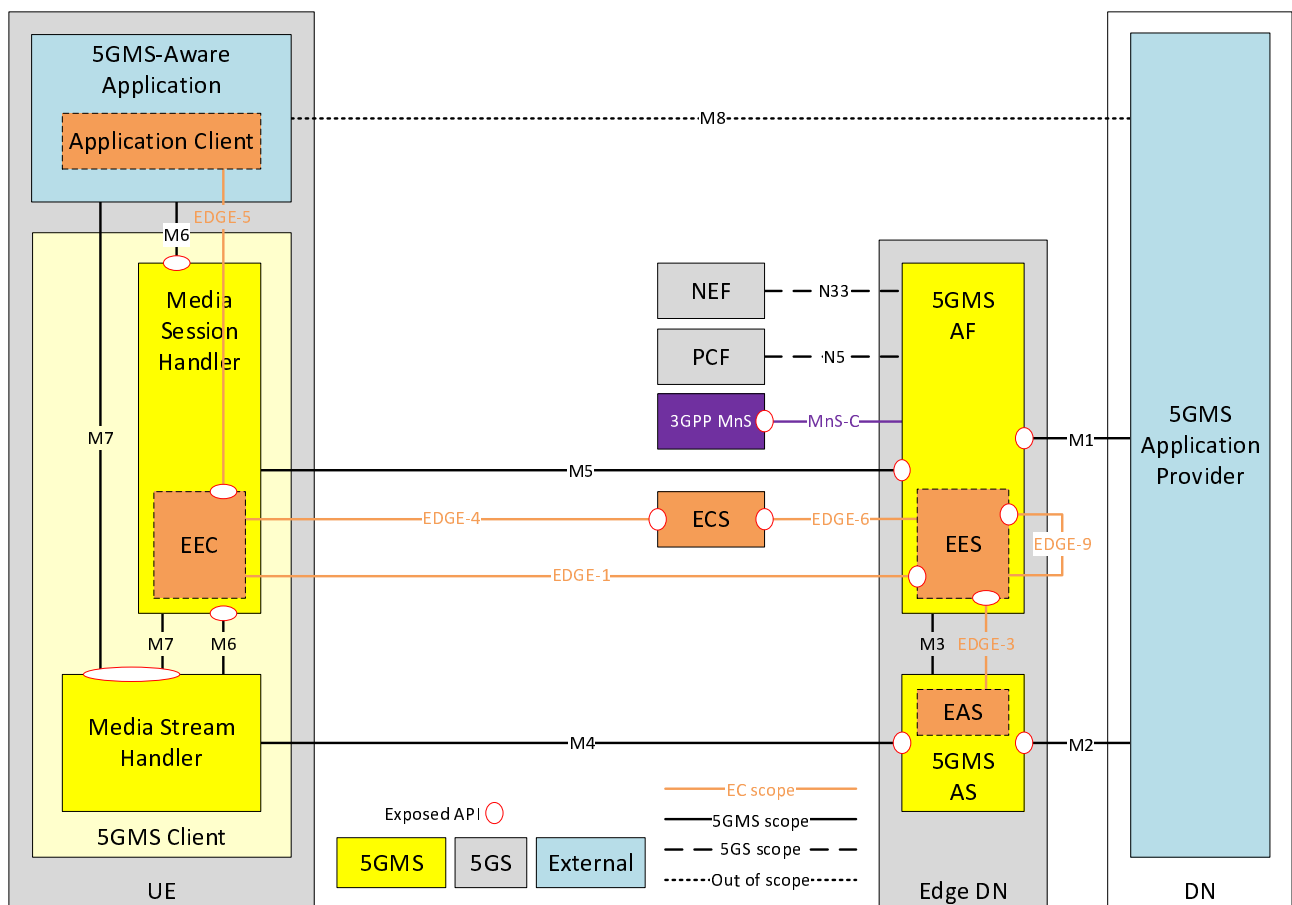 5GMS-Aware
Application
Application Client
M8
EDGE-5
M6
Media
Session
Handler
NEF
N33
5GMS
AF
PCF
N5
3GPP MnS
MnS-C
5GMS
Application
Provider
M7
M1
M5
EDGE-4
ECS
EDGE-6
EEC
EES
EDGE-9
EDGE-1
M7
M6
M3
EDGE-3
Media Stream
Handler
EAS
M4
M2
5GMS
AS
EC scope
Exposed API
5GMS scope
5GMS Client
5GS scope
5GMS
5GS
External
Out of scope
UE
Edge DN
DN